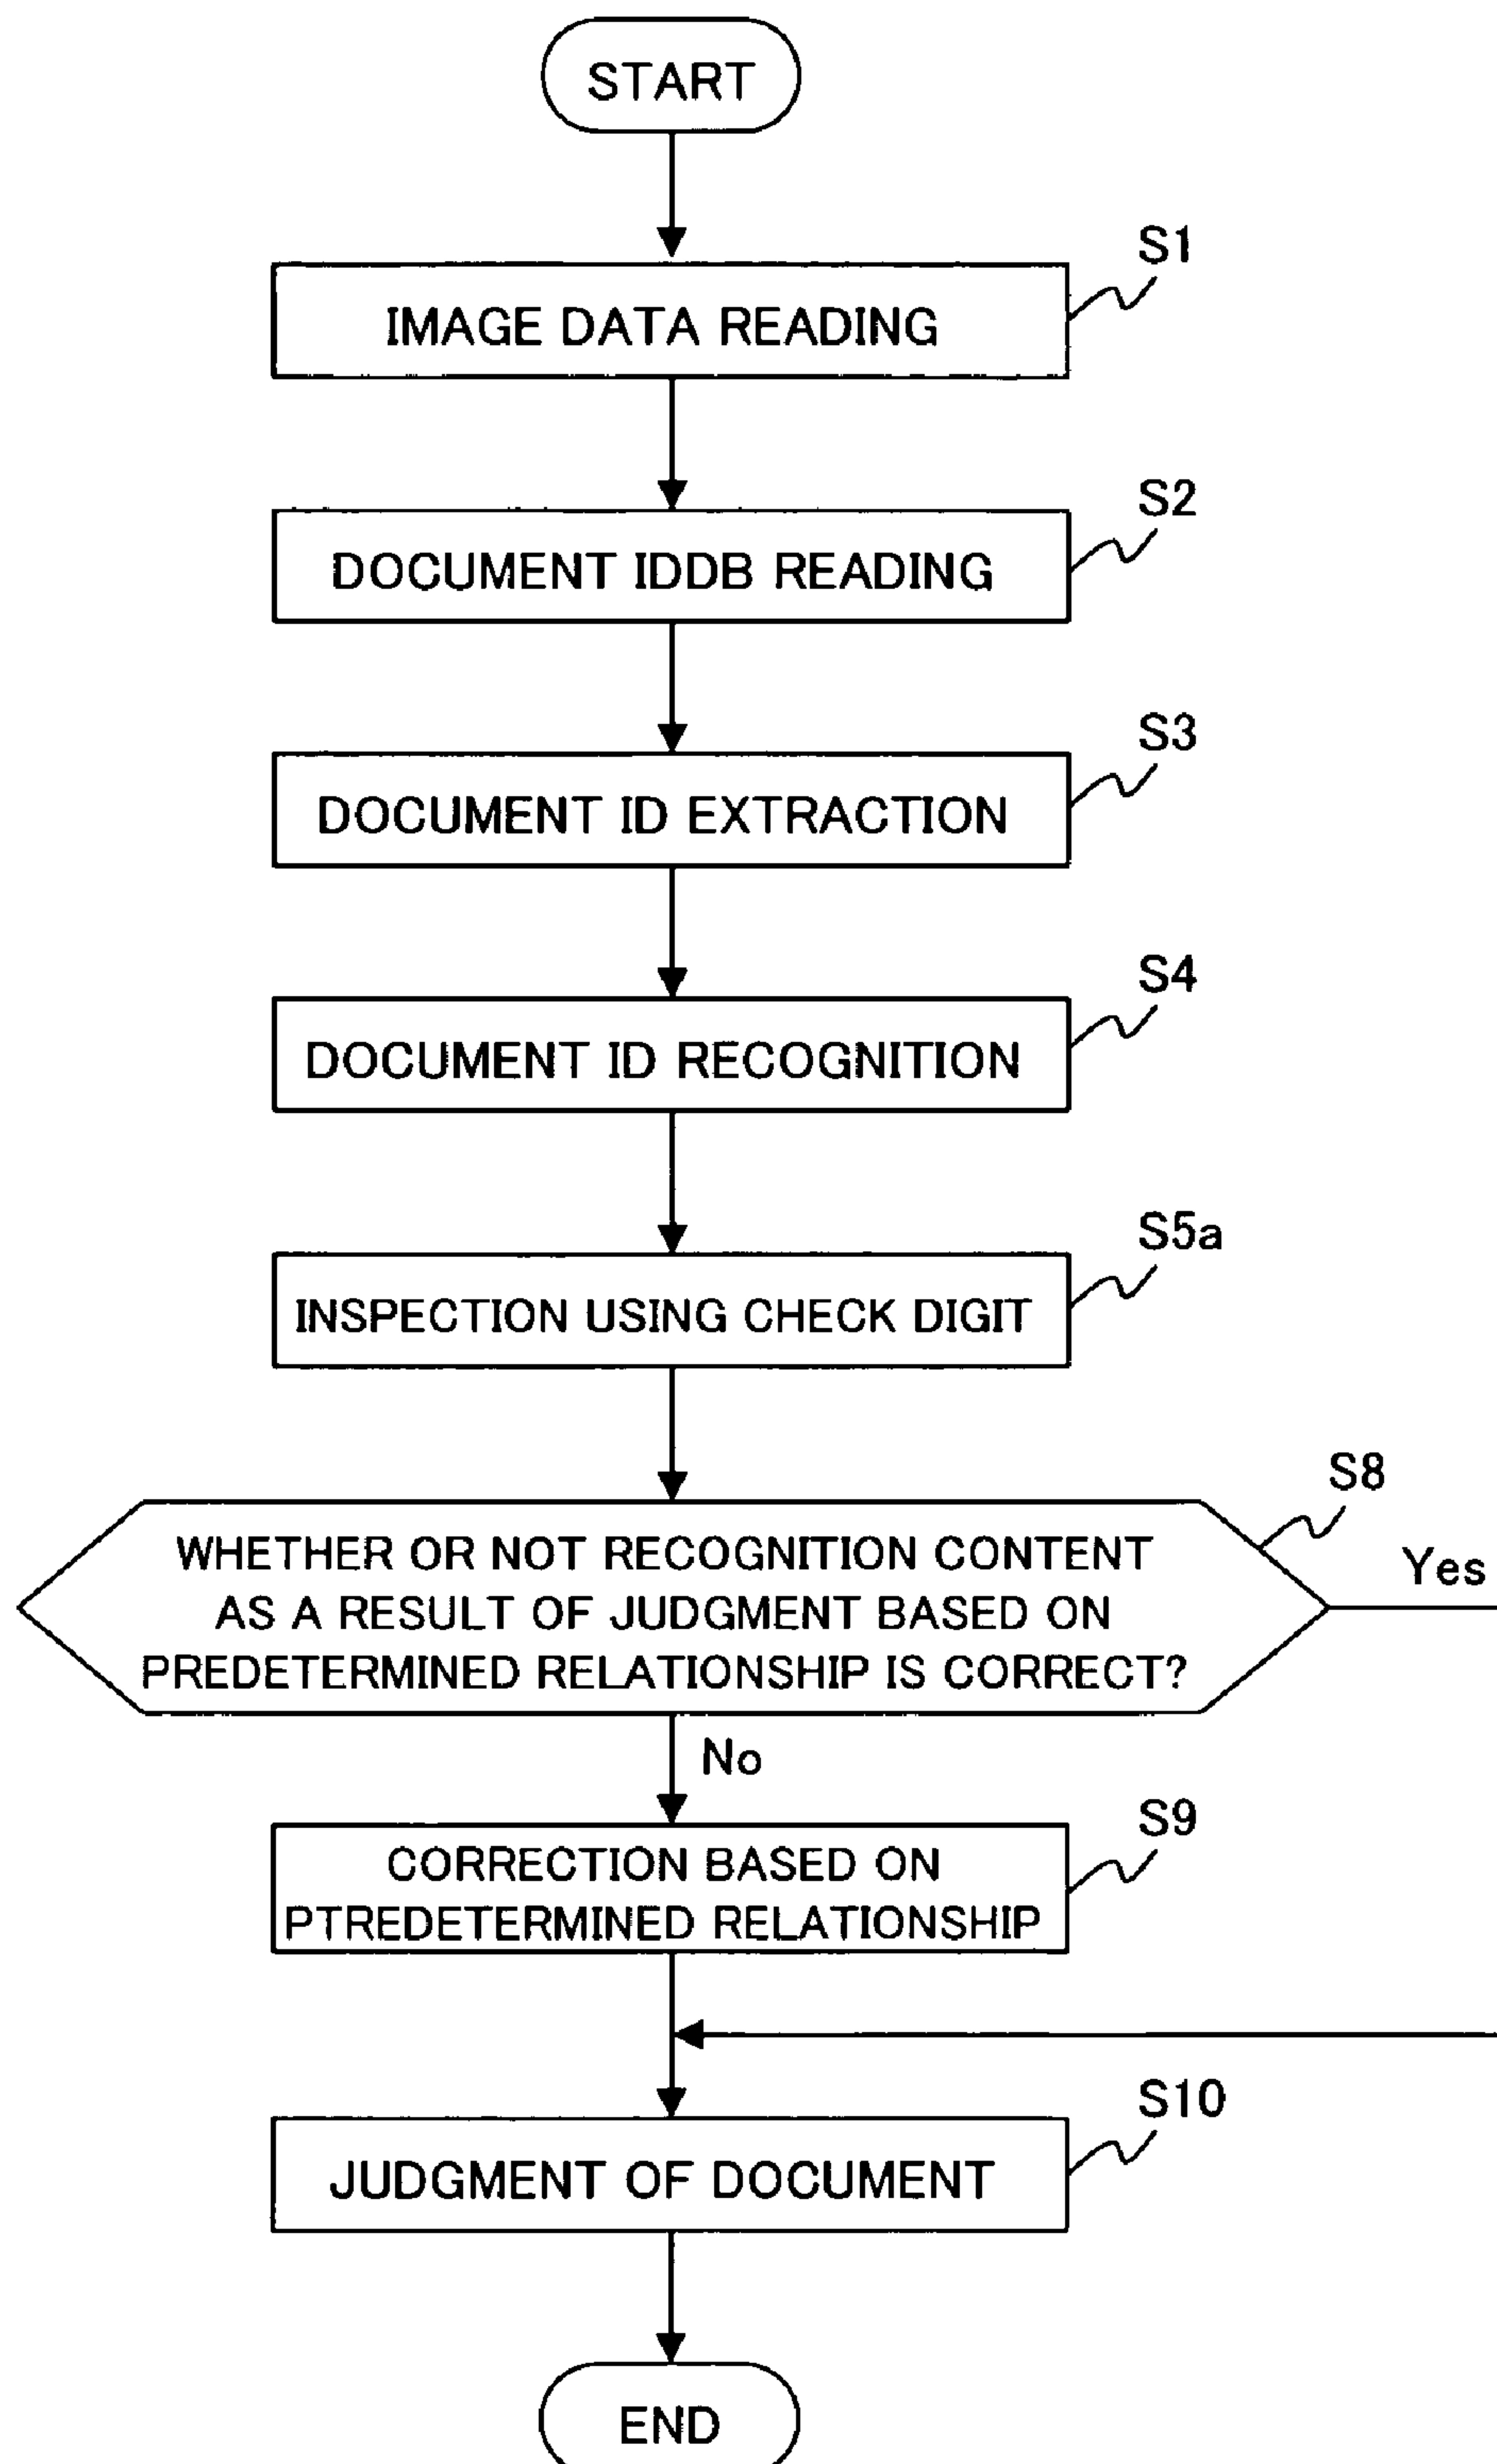 START
S1
IMAGE DATA READING
S2
DOCUMENT IDDB READING
S3
DOCUMENT ID EXTRACTION
S4
DOCUMENT ID RECOGNITION
S5a
INSPECTION USING CHECK DIGIT
S8
WHETHER OR NOT RECOGNITION CONTENT
AS A RESULT OF JUDGMENT BASED ON
PREDETERMINED RELATIONSHIP IS CORRECT?
Yes
No
S9
CORRECTION BASED ON
PTREDETERMINED RELATIONSHIP
S10
JUDGMENT OF DOCUMENT
END